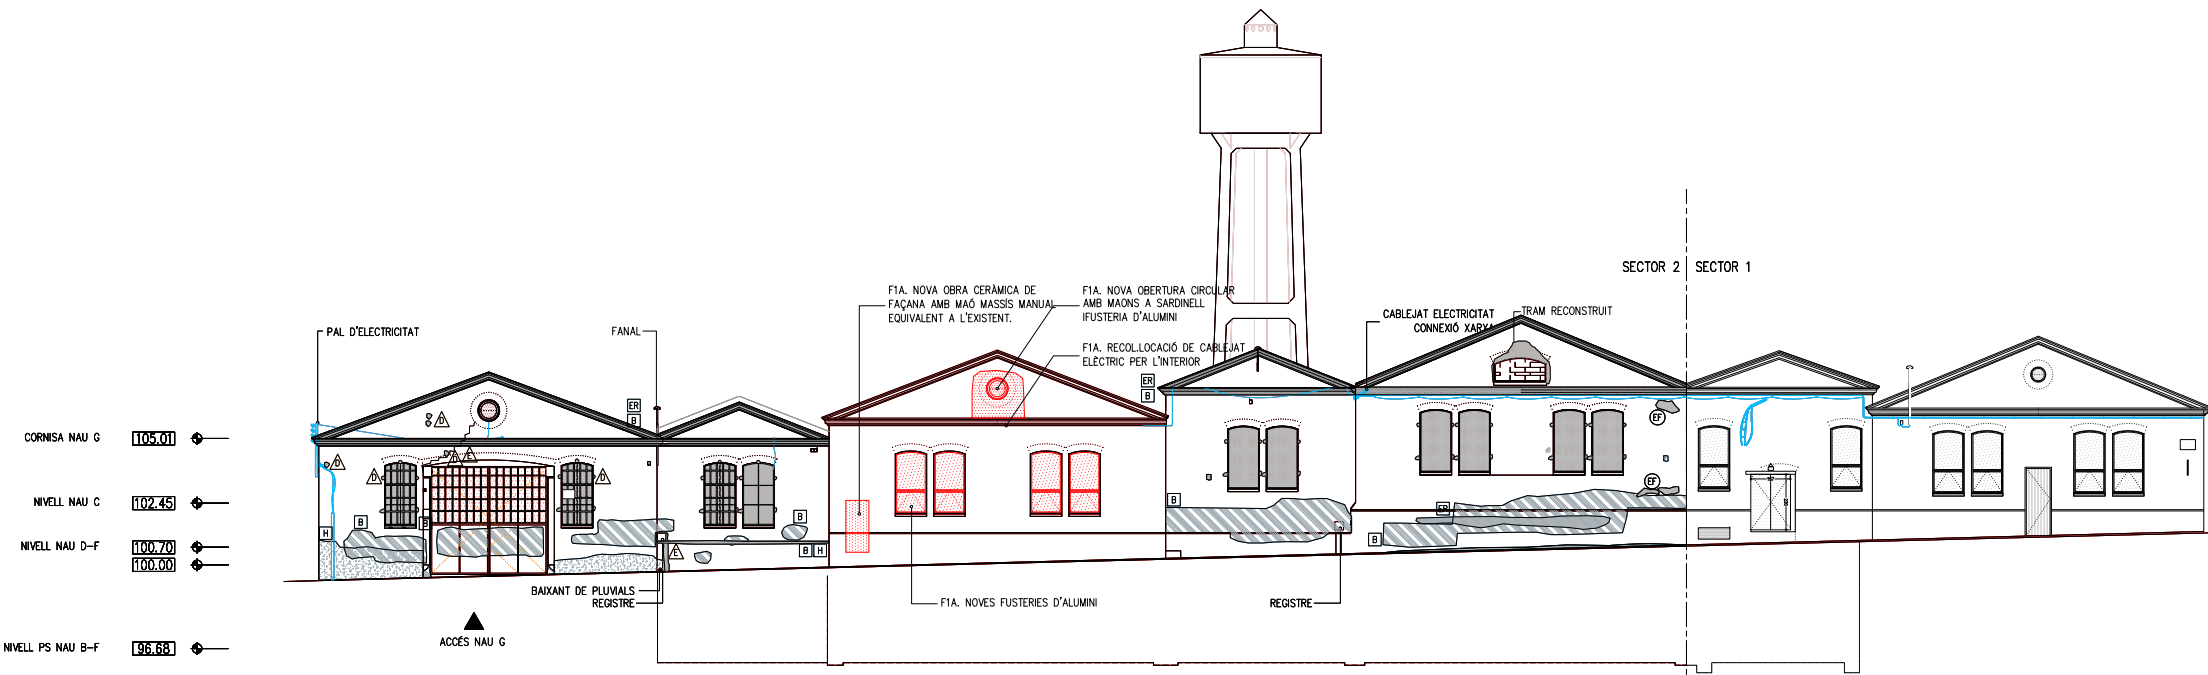 SECTOR 2
SECTOR 1
F1A. NOVA OBRA CERÀMICA DE
FAÇANA AMB MAÓ MASSÍS MANUAL
EQUIVALENT A L'EXISTENT.
F1A. NOVA OBERTURA CIRCULAR
AMB MAONS A SARDINELL
IFUSTERIA D'ALUMINI
F1A. RECOL.LOCACIÓ DE CABLEJAT
ELÈCTRIC PER L'INTERIOR
CABLEJAT ELECTRICITAT
CONNEXIÓ XARXA
TRAM RECONSTRUIT
PAL D'ELECTRICITAT
FANAL
ER
B
ER
B
D
EF
CORNISA NAU G
105.01
D
D
E
D
D
EF
NIVELL NAU C
102.45
B
B
B
B
ER
H
E
B
H
B
NIVELL NAU D-F
100.70
100.00
BAIXANT DE PLUVIALS
REGISTRE
F1A. NOVES FUSTERIES D'ALUMINI
REGISTRE
ACCÉS NAU G
NIVELL PS NAU B-F
96.68